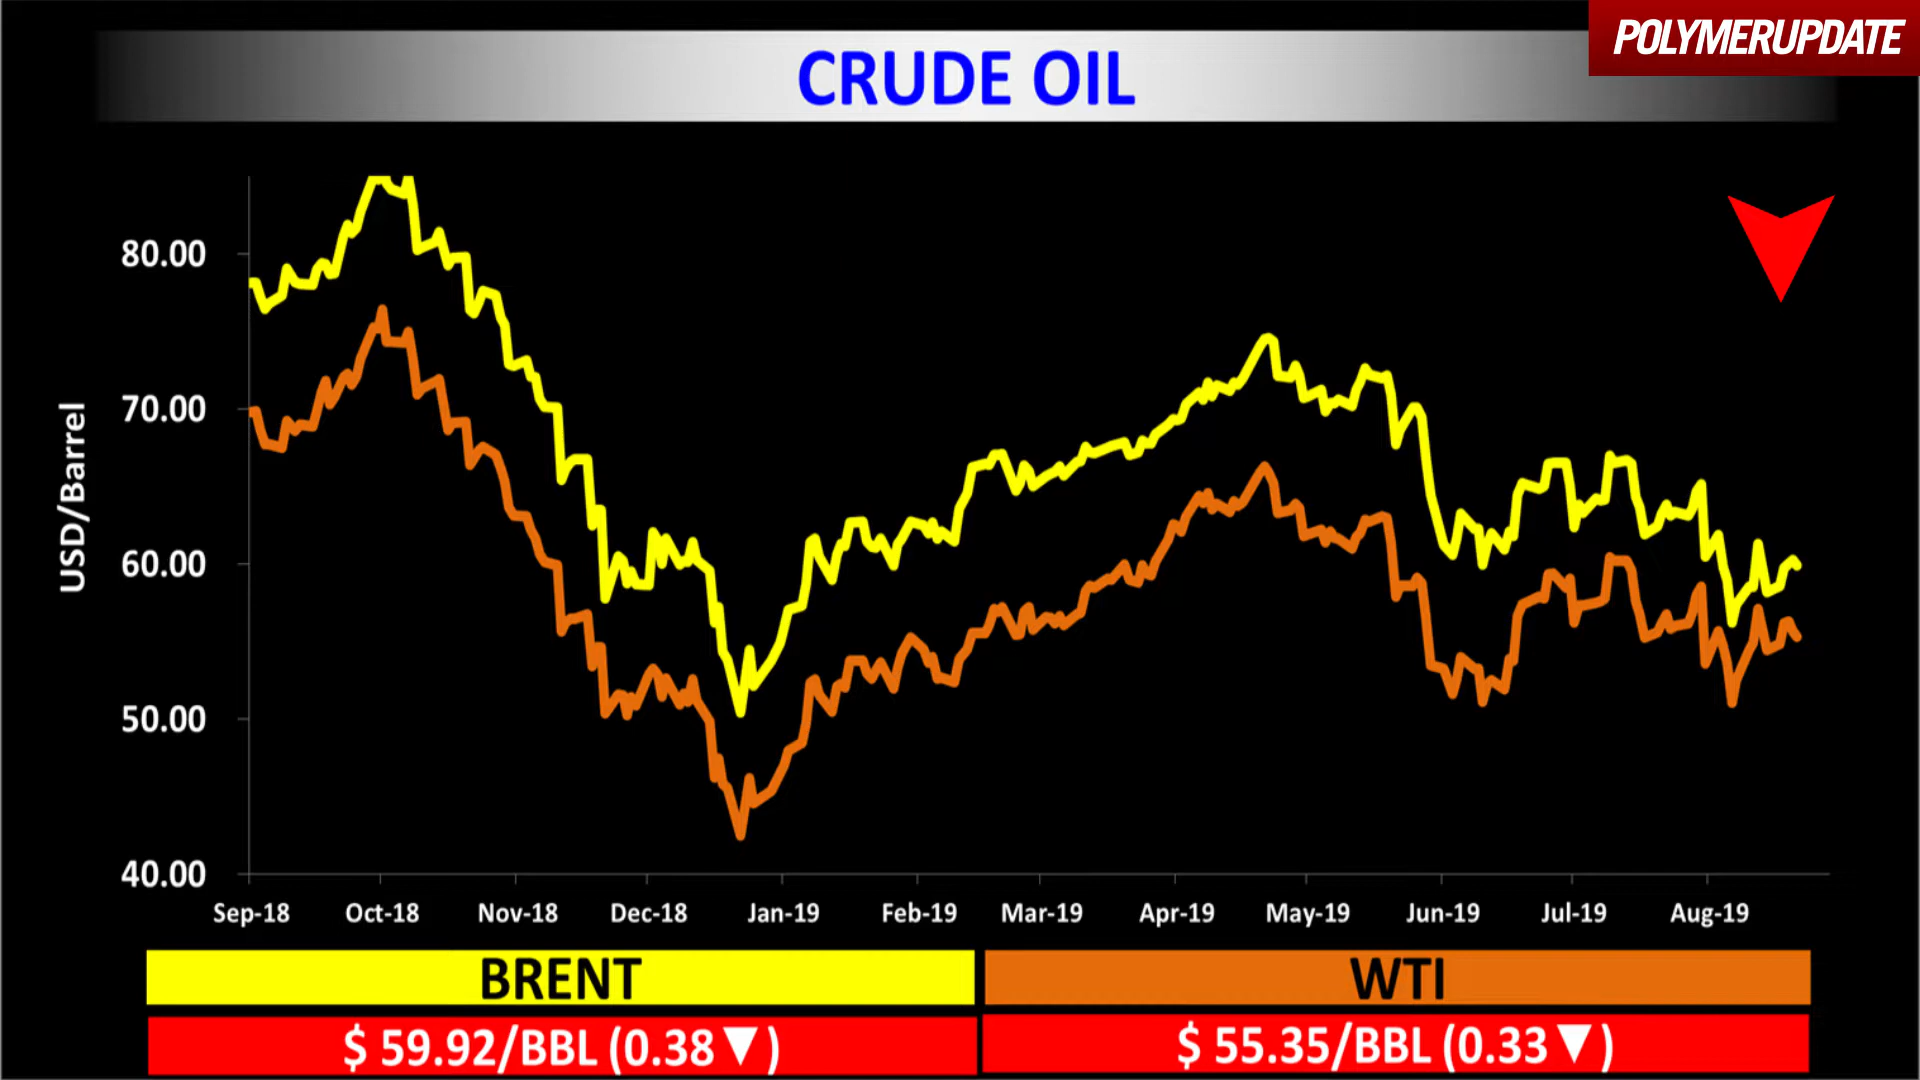 POLYMERUPDATE
CRUDE OIL
USD/Barrel
80.00
70.00
60.00
50.00
40.00
Sep-18 Oct-18 Nov-18 Dec-18 Jan-19 Feb-19 Mar-19 Apr-19 May-19 Jun-19 Jul-19 Aug-19
BRENT WTI
$ 59.92/BBL (0.38▼) $ 55.35/BBL (0.33▼)